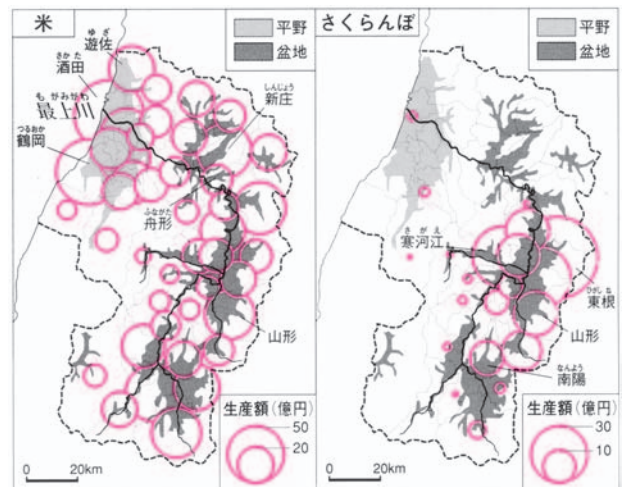 米
平野
盆地
ゆざ
遊佐
さかた
酒田
もがみがわ
最上川
つるおか
鶴岡
しんじょう
新庄
ふながた
舟形
山形
生産額(億円)
50
20
0 20km
さくらんぼ
平野
盆地
さがえ
寒河江
ひがしね
東根
山形
なんよう
南陽
生産額(億円)
30
10
0 20km